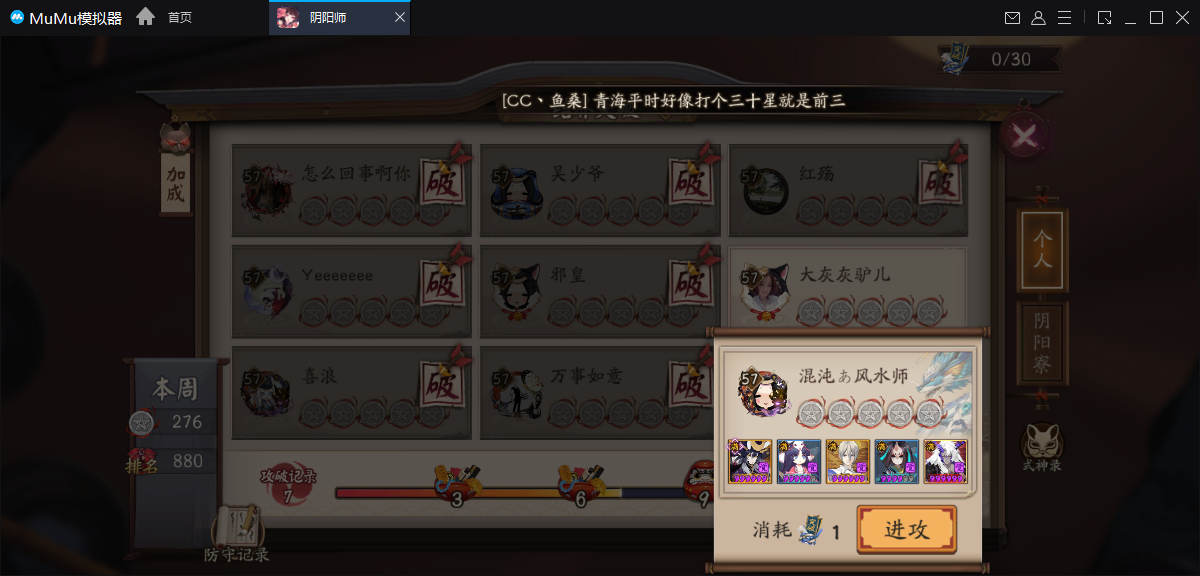 MuMu模拟器
首页
阴阳师
0/30
[CC、鱼桑] 青海平时好像打个三十星就是前三
加成
57
怎么回事啊你
破
57
吴少爷
破
57
红殇
破
个人
57
Yeeeeeee
破
57
邪皇
破
57
大灰灰驴儿
阴阳寮
57
喜浪
破
57
万事如意
破
57
混沌ぁ风水师
满
满
满
满
满
本周
276
排名
880
攻破记录
7
3
6
9
式神录
防守记录
消耗
1
进攻